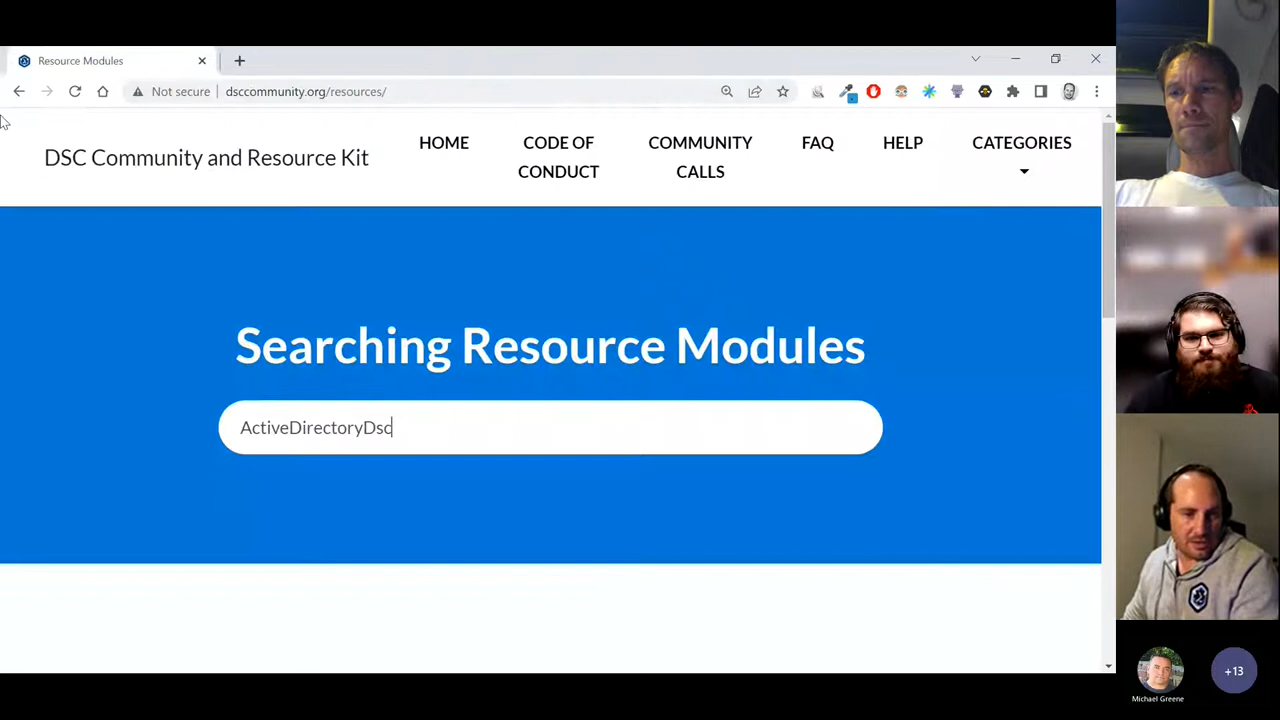 Resource Modules
Not secure
dsccommunity.org/resources/
DSC Community and Resource Kit
HOME
CODE OF
CONDUCT
COMMUNITY
CALLS
FAQ
HELP
CATEGORIES
Searching Resource Modules
ActiveDirectoryDsc
Michael Greene
+13